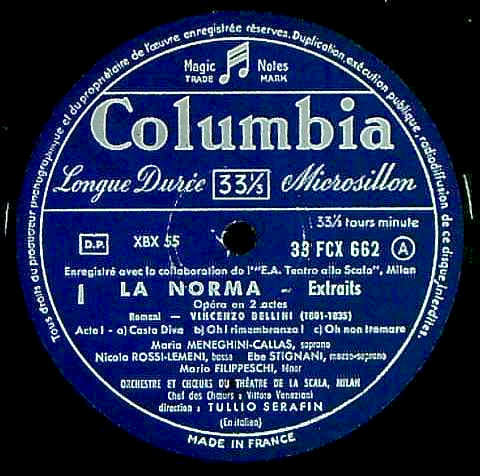 Tous droits du producteur phonographique et du propriétaire de l'œuvre enregistrée réservés. Duplication, exécution publique, radiodiffusion de ce disque, interdites.
Magic Notes
TRADE MARK
Columbia
Longue Durée 33⅓ Microsillon
33⅓ tours minute
D.P. XBX 55 33 FCX 662 A
Enregistré avec la collaboration de l'"E.A. Teatro alla Scala", Milan
1 LA NORMA - Extraits
Opéra en 2 actes
Romani - VINCENZO BELLINI (1801-1835)
Acte I - a) Casta Diva b) Oh! rimembranza! c) Oh non tremare
Maria MENEGHINI-CALLAS, soprano
Nicola ROSSI-LEMENI, basse Ebe STIGNANI, mezzo-soprano
Mario FILIPPESCHI, ténor
ORCHESTRE ET CHŒURS DU THÉATRE DE LA SCALA, MILAN
Chef des Chœurs : Vittore Veneziani
direction : TULLIO SERAFIN
(En italien)
MADE IN FRANCE